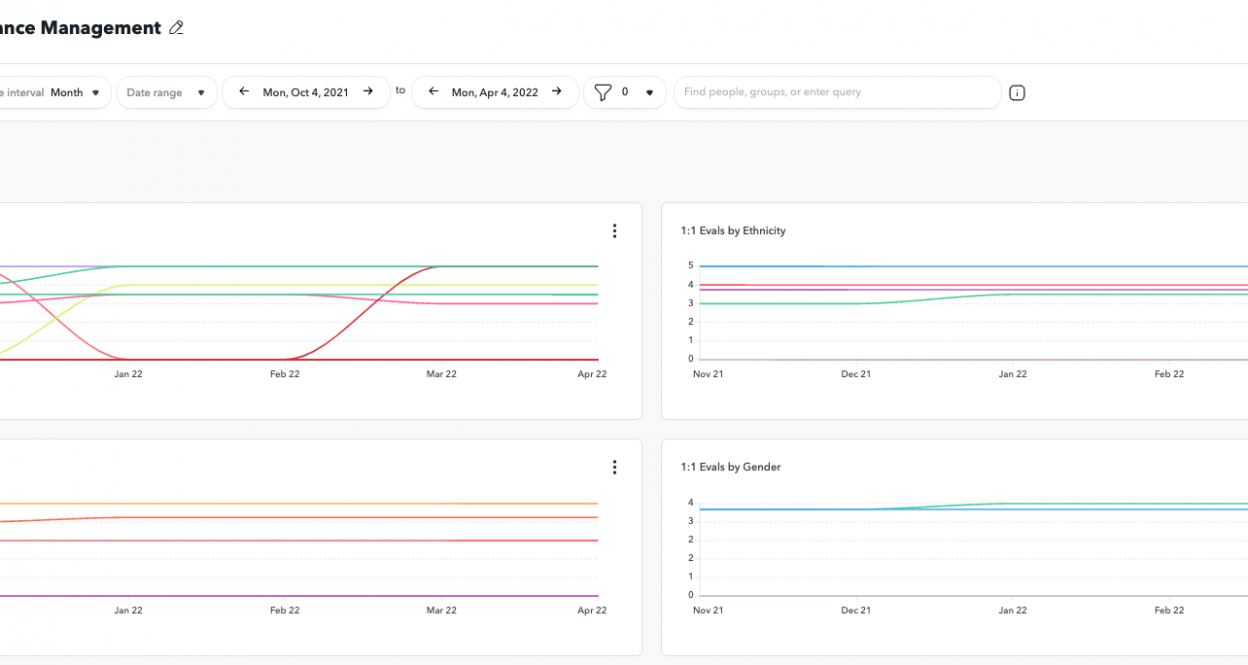 nce Management
interval Month
Date range
Mon, Oct 4, 2021
to
Mon, Apr 4, 2022
0
Find people, groups, or enter query
Jan 22 Feb 22 Mar 22 Apr 22
1:1 Evals by Ethnicity
5
4
3
2
1
0
Nov 21 Dec 21 Jan 22 Feb 22
Jan 22 Feb 22 Mar 22 Apr 22
1:1 Evals by Gender
4
3
2
2
1
0
Nov 21 Dec 21 Jan 22 Feb 22